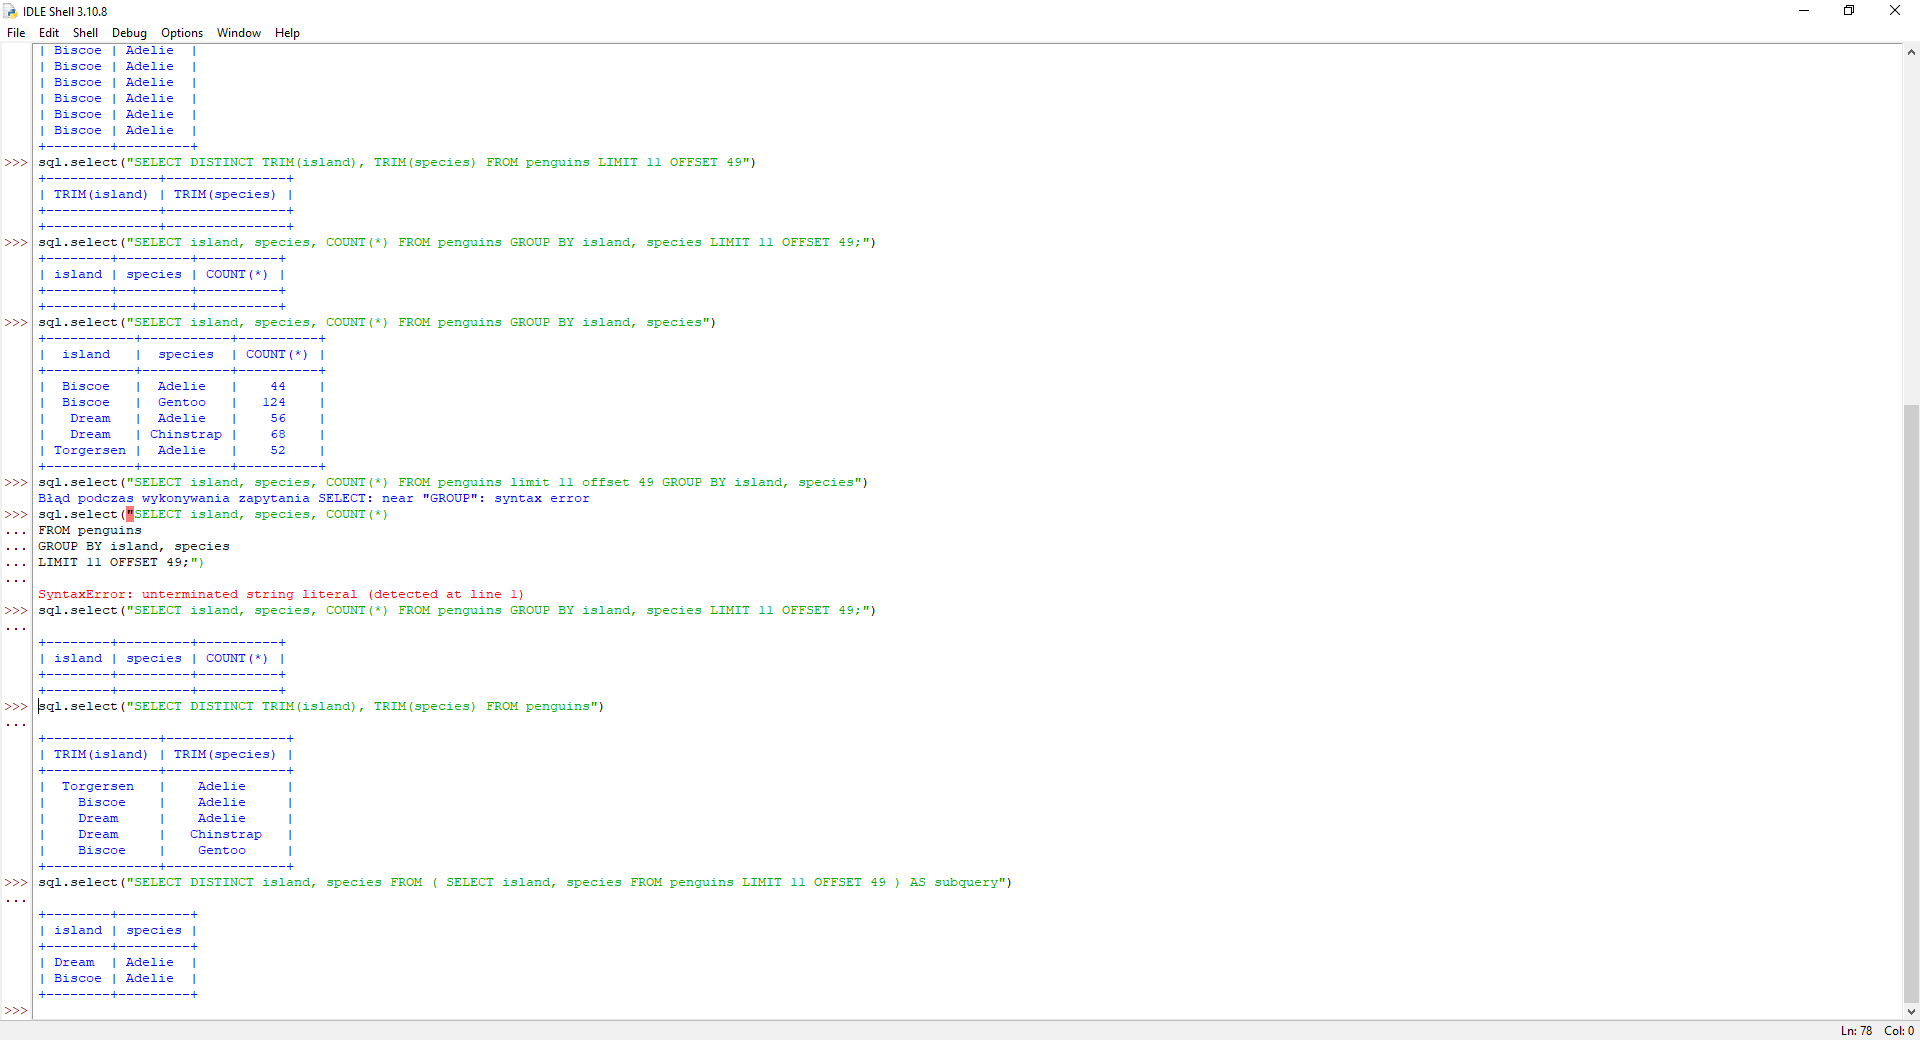 IDLE Shell 3.10.8
File Edit Shell Debug Options Window Help
| Biscoe | Adelie  |
| Biscoe | Adelie  |
| Biscoe | Adelie  |
| Biscoe | Adelie  |
| Biscoe | Adelie  |
| Biscoe | Adelie  |
+--------+---------+
>>> sql.select("SELECT DISTINCT TRIM(island), TRIM(species) FROM penguins LIMIT 11 OFFSET 49")
+--------------+---------------+
| TRIM(island) | TRIM(species) |
+--------------+---------------+
+--------------+---------------+
>>> sql.select("SELECT island, species, COUNT(*) FROM penguins GROUP BY island, species LIMIT 11 OFFSET 49;")
+--------+---------+----------+
| island | species | COUNT(*) |
+--------+---------+----------+
+--------+---------+----------+
>>> sql.select("SELECT island, species, COUNT(*) FROM penguins GROUP BY island, species")
+-----------+-----------+----------+
|  island   |  species  | COUNT(*) |
+-----------+-----------+----------+
|  Biscoe   |  Adelie   |    44    |
|  Biscoe   |  Gentoo   |   124    |
|   Dream   |  Adelie   |    56    |
|   Dream   | Chinstrap |    68    |
| Torgersen |  Adelie   |    52    |
+-----------+-----------+----------+
>>> sql.select("SELECT island, species, COUNT(*) FROM penguins limit 11 offset 49 GROUP BY island, species")
Błąd podczas wykonywania zapytania SELECT: near "GROUP": syntax error
>>> sql.select("SELECT island, species, COUNT(*)
... FROM penguins
... GROUP BY island, species
... LIMIT 11 OFFSET 49;")
...
SyntaxError: unterminated string literal (detected at line 1)
>>> sql.select("SELECT island, species, COUNT(*) FROM penguins GROUP BY island, species LIMIT 11 OFFSET 49;")
...
+--------+---------+----------+
| island | species | COUNT(*) |
+--------+---------+----------+
+--------+---------+----------+
>>> sql.select("SELECT DISTINCT TRIM(island), TRIM(species) FROM penguins")
...
+--------------+---------------+
| TRIM(island) | TRIM(species) |
+--------------+---------------+
|  Torgersen   |    Adelie     |
|    Biscoe    |    Adelie     |
|    Dream     |    Adelie     |
|    Dream     |   Chinstrap   |
|    Biscoe    |    Gentoo     |
+--------------+---------------+
>>> sql.select("SELECT DISTINCT island, species FROM ( SELECT island, species FROM penguins LIMIT 11 OFFSET 49 ) AS subquery")
...
+--------+---------+
| island | species |
+--------+---------+
| Dream  | Adelie  |
| Biscoe | Adelie  |
+--------+---------+
>>>
Ln: 78 Col: 0